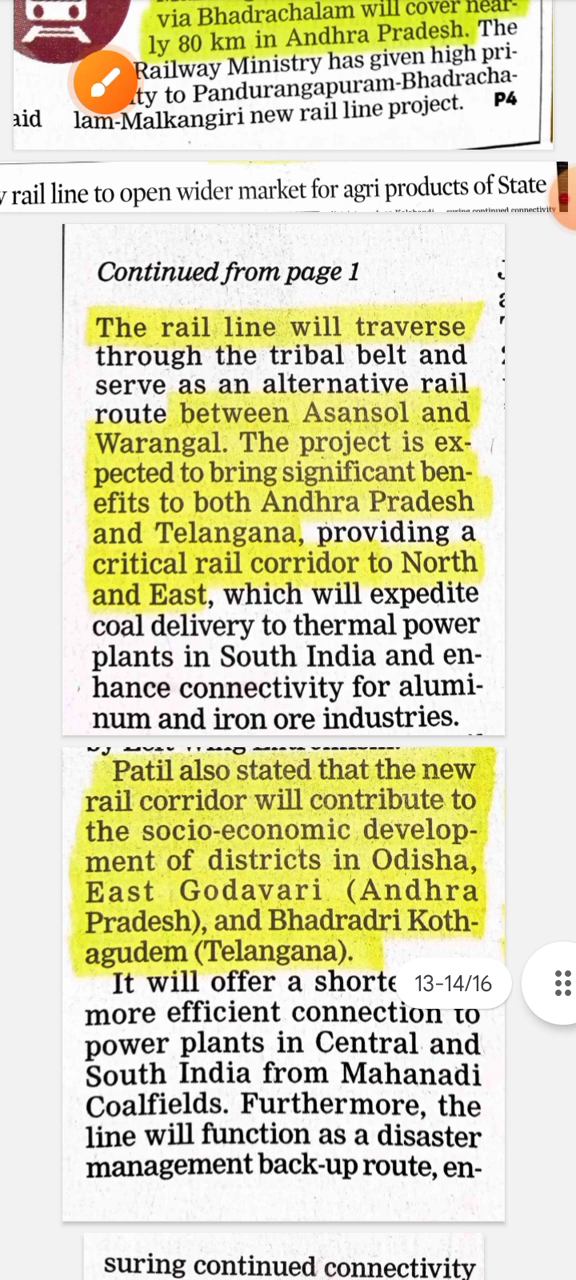 via Bhadrachalam will cover near-
ly 80 km in Andhra Pradesh. The
Railway Ministry has given high pri-
ty to Pandurangapuram-Bhadracha-
aid lam-Malkangiri new rail line project. P4
y rail line to open wider market for agri products of State
suring continued connectivity
Continued from page 1
The rail line will traverse
through the tribal belt and
serve as an alternative rail
route between Asansol and
Warangal. The project is ex-
pected to bring significant ben-
efits to both Andhra Pradesh
and Telangana, providing a
critical rail corridor to North
and East, which will expedite
coal delivery to thermal power
plants in South India and en-
hance connectivity for alumi-
num and iron ore industries.
by Left Wing Extremism.
Patil also stated that the new
rail corridor will contribute to
the socio-economic develop-
ment of districts in Odisha,
East Godavari (Andhra
Pradesh), and Bhadradri Koth-
agudem (Telangana).
It will offer a shorte
13-14/16
more efficient connection to
power plants in Central and
South India from Mahanadi
Coalfields. Furthermore, the
line will function as a disaster
management back-up route, en-
suring continued connectivity